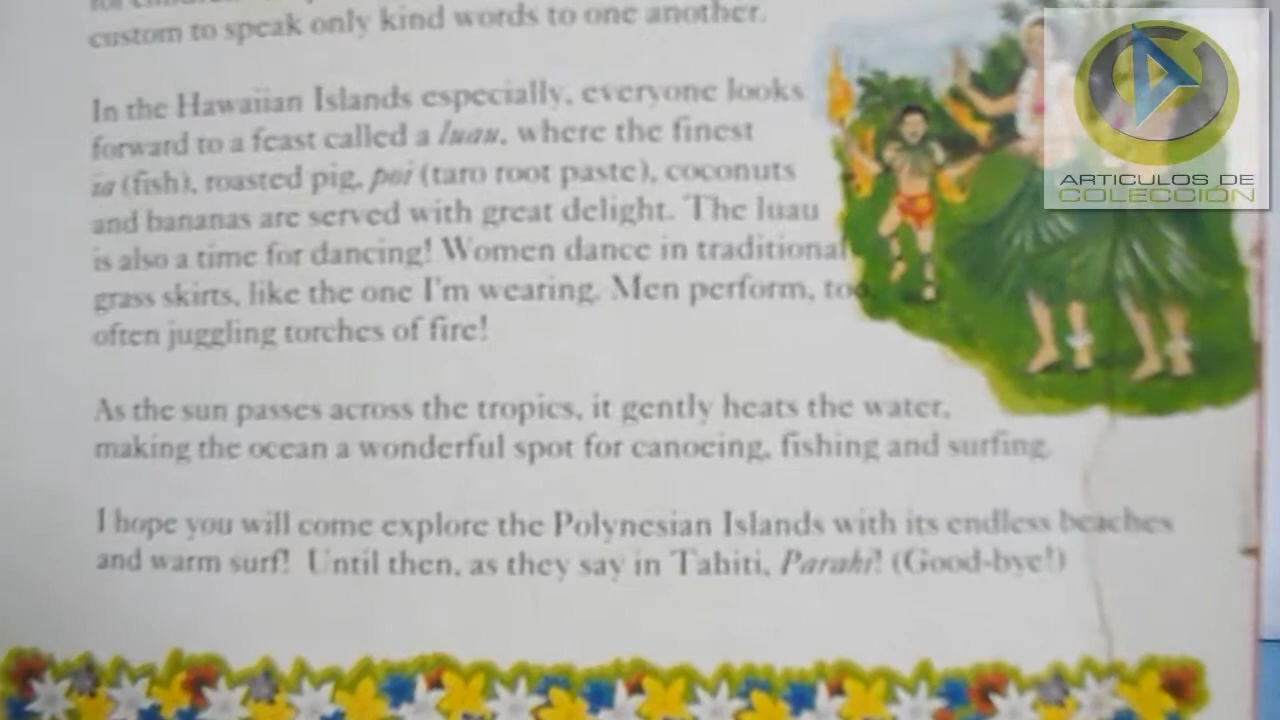 custom to speak only kind words to one another.
In the Hawaiian Islands especially, everyone looks
forward to a feast called a luau, where the finest
ia (fish), roasted pig, poi (taro root paste), coconuts
and bananas are served with great delight. The luau
is also a time for dancing! Women dance in traditional
grass skirts, like the one I'm wearing. Men perform, too,
often juggling torches of fire!
As the sun passes across the tropics, it gently heats the water,
making the ocean a wonderful spot for canoeing, fishing and surfing.
I hope you will come explore the Polynesian Islands with its endless beaches
and warm surf! Until then, as they say in Tahiti, Parahi! (Good-bye!)
ARTICULOS DE
COLECCIÓN